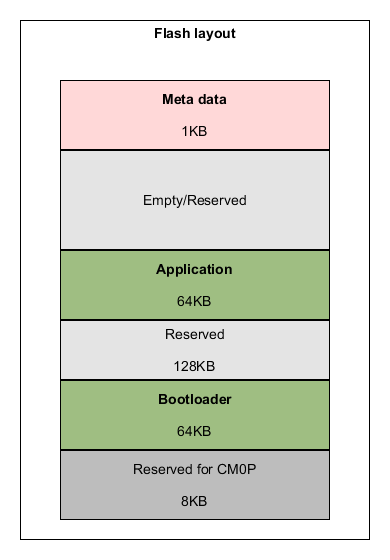 Flash layout
Meta data
1KB
Empty/Reserved
Application
64KB
Reserved
128KB
Bootloader
64KB
Reserved for CM0P
8KB